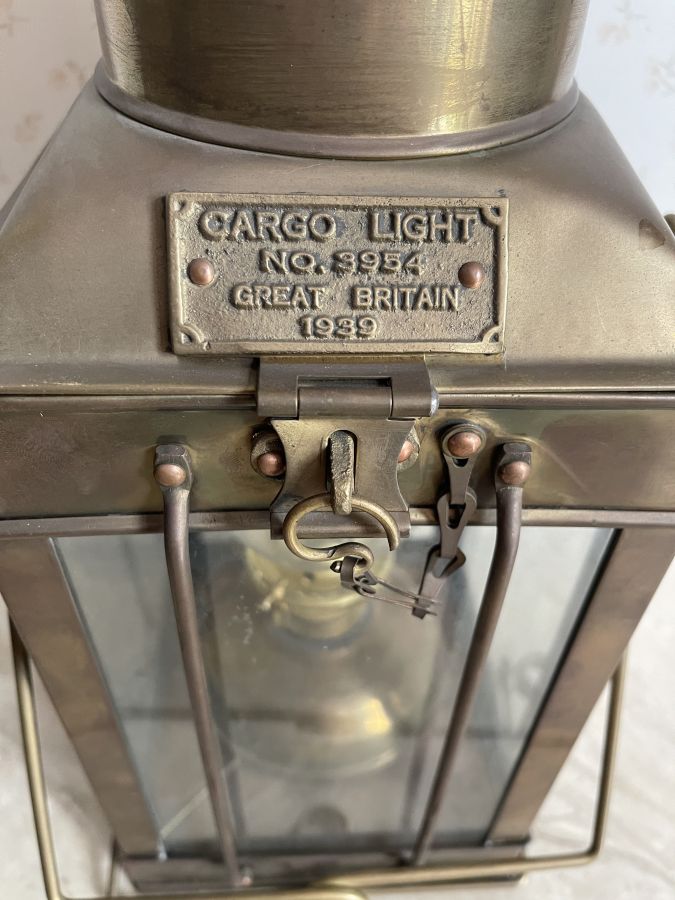 CARGO LIGHT
NO. 3954
GREAT BRITAIN
1939